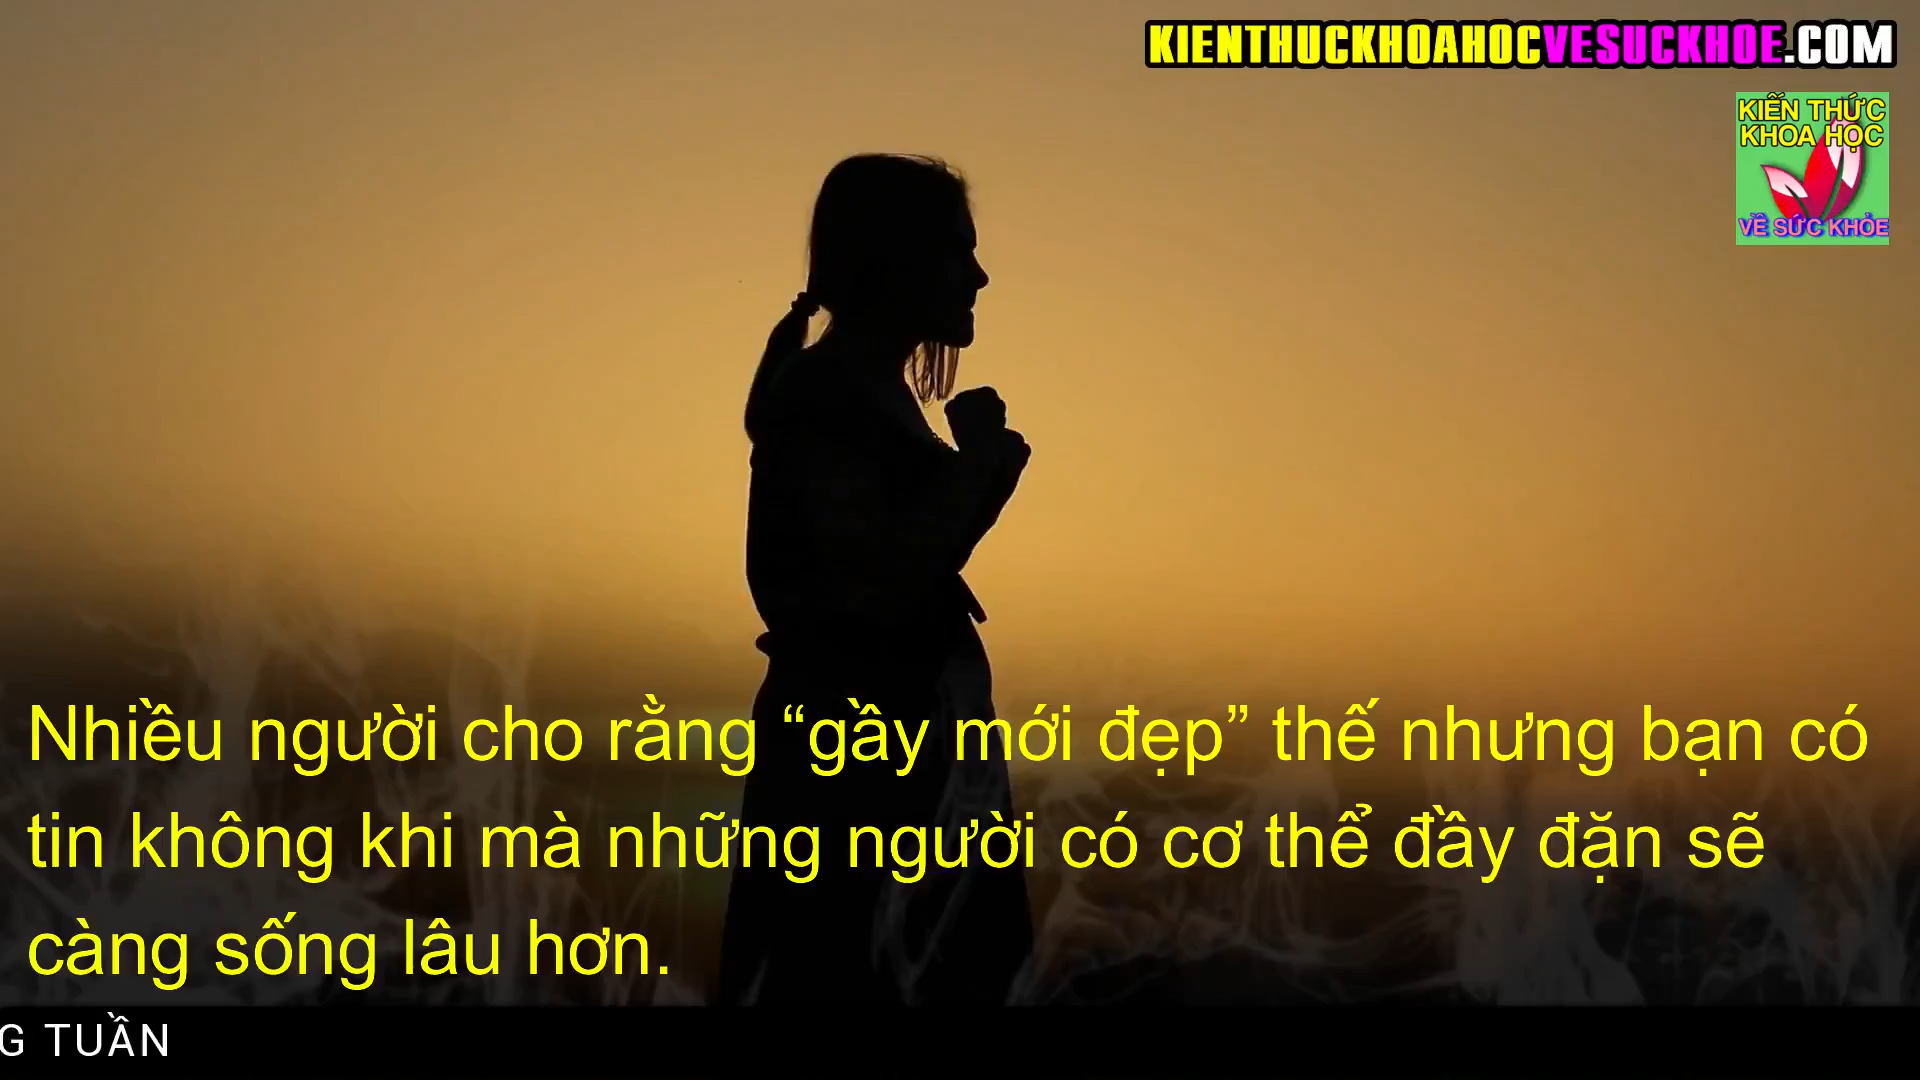 KIENTHUCKHOAHOCVESUCKHOE.COM
KIẾN THỨC
KHOA HỌC
VỀ SỨC KHỎE
Nhiều người cho rằng “gầy mới đẹp” thế nhưng bạn có
tin không khi mà những người có cơ thể đầy đặn sẽ
càng sống lâu hơn.
G TUẦN